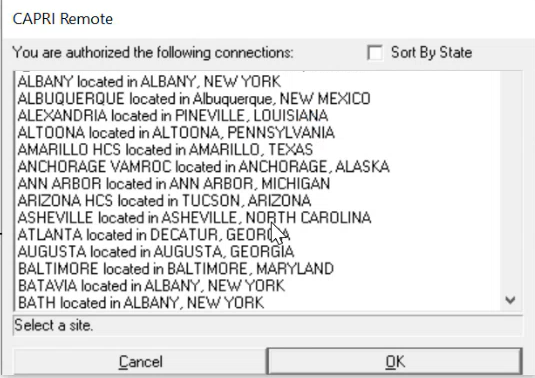 CAPRI Remote
You are authorized the following connections:
Sort By State
ALBANY located in ALBANY, NEW YORK
ALBUQUERQUE located in Albuquerque, NEW MEXICO
ALEXANDRIA located in PINEVILLE, LOUISIANA
ALTOONA located in ALTOONA, PENNSYLVANIA
AMARILLO HCS located in AMARILLO, TEXAS
ANCHORAGE VAMROC located in ANCHORAGE, ALASKA
ANN ARBOR located in ANN ARBOR, MICHIGAN
ARIZONA HCS located in TUCSON, ARIZONA
ASHEVILLE located in ASHEVILLE, NORTH CAROLINA
ATLANTA located in DECATUR, GEORGIA
AUGUSTA located in AUGUSTA, GEORGIA
BALTIMORE located in BALTIMORE, MARYLAND
BATAVIA located in ALBANY, NEW YORK
BATH located in ALBANY, NEW YORK
Select a site.
Cancel
OK